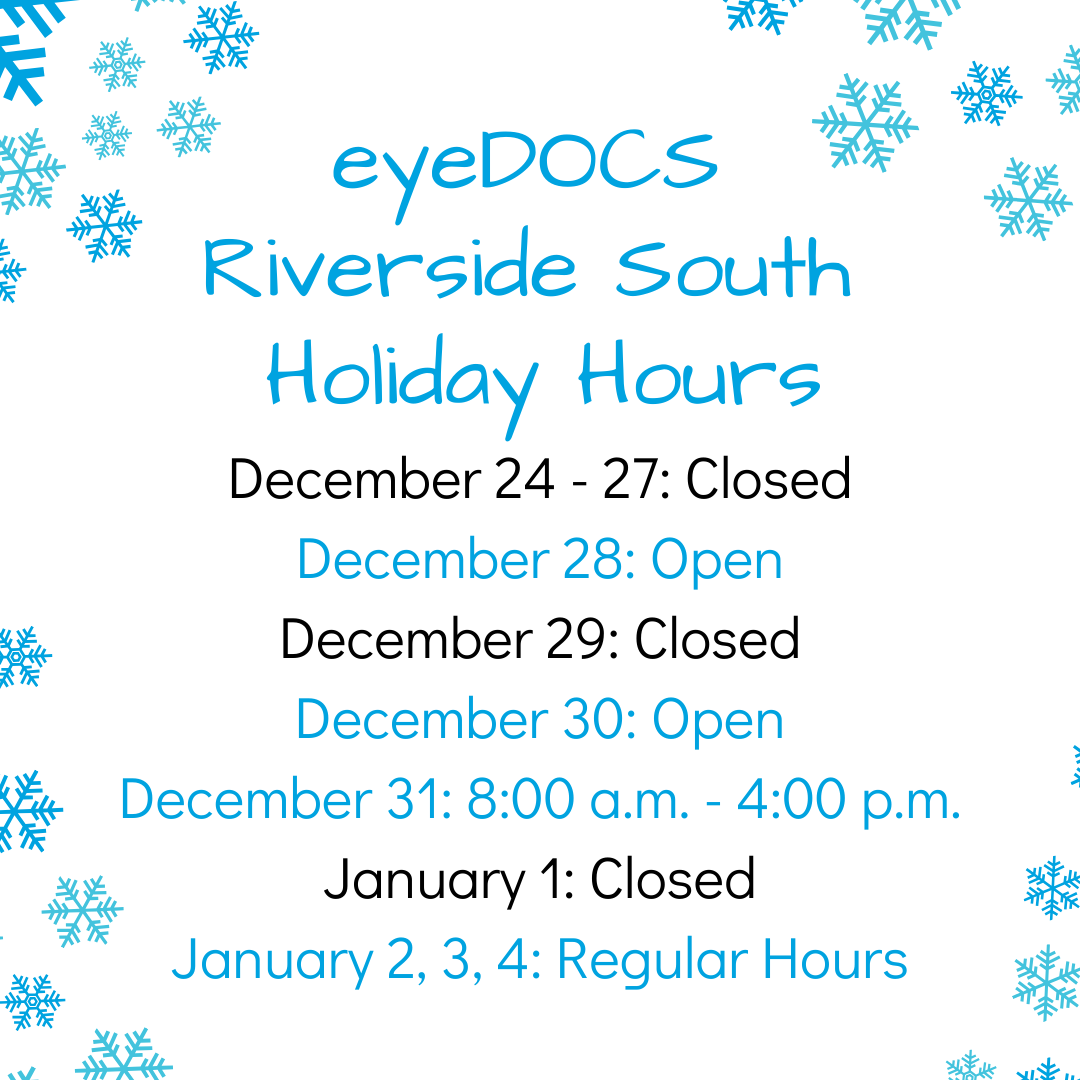 eyeDOCS
Riverside South
Holiday Hours
December 24 - 27: Closed
December 28: Open
December 29: Closed
December 30: Open
December 31: 8:00 a.m. - 4:00 p.m.
January 1: Closed
January 2, 3, 4: Regular Hours